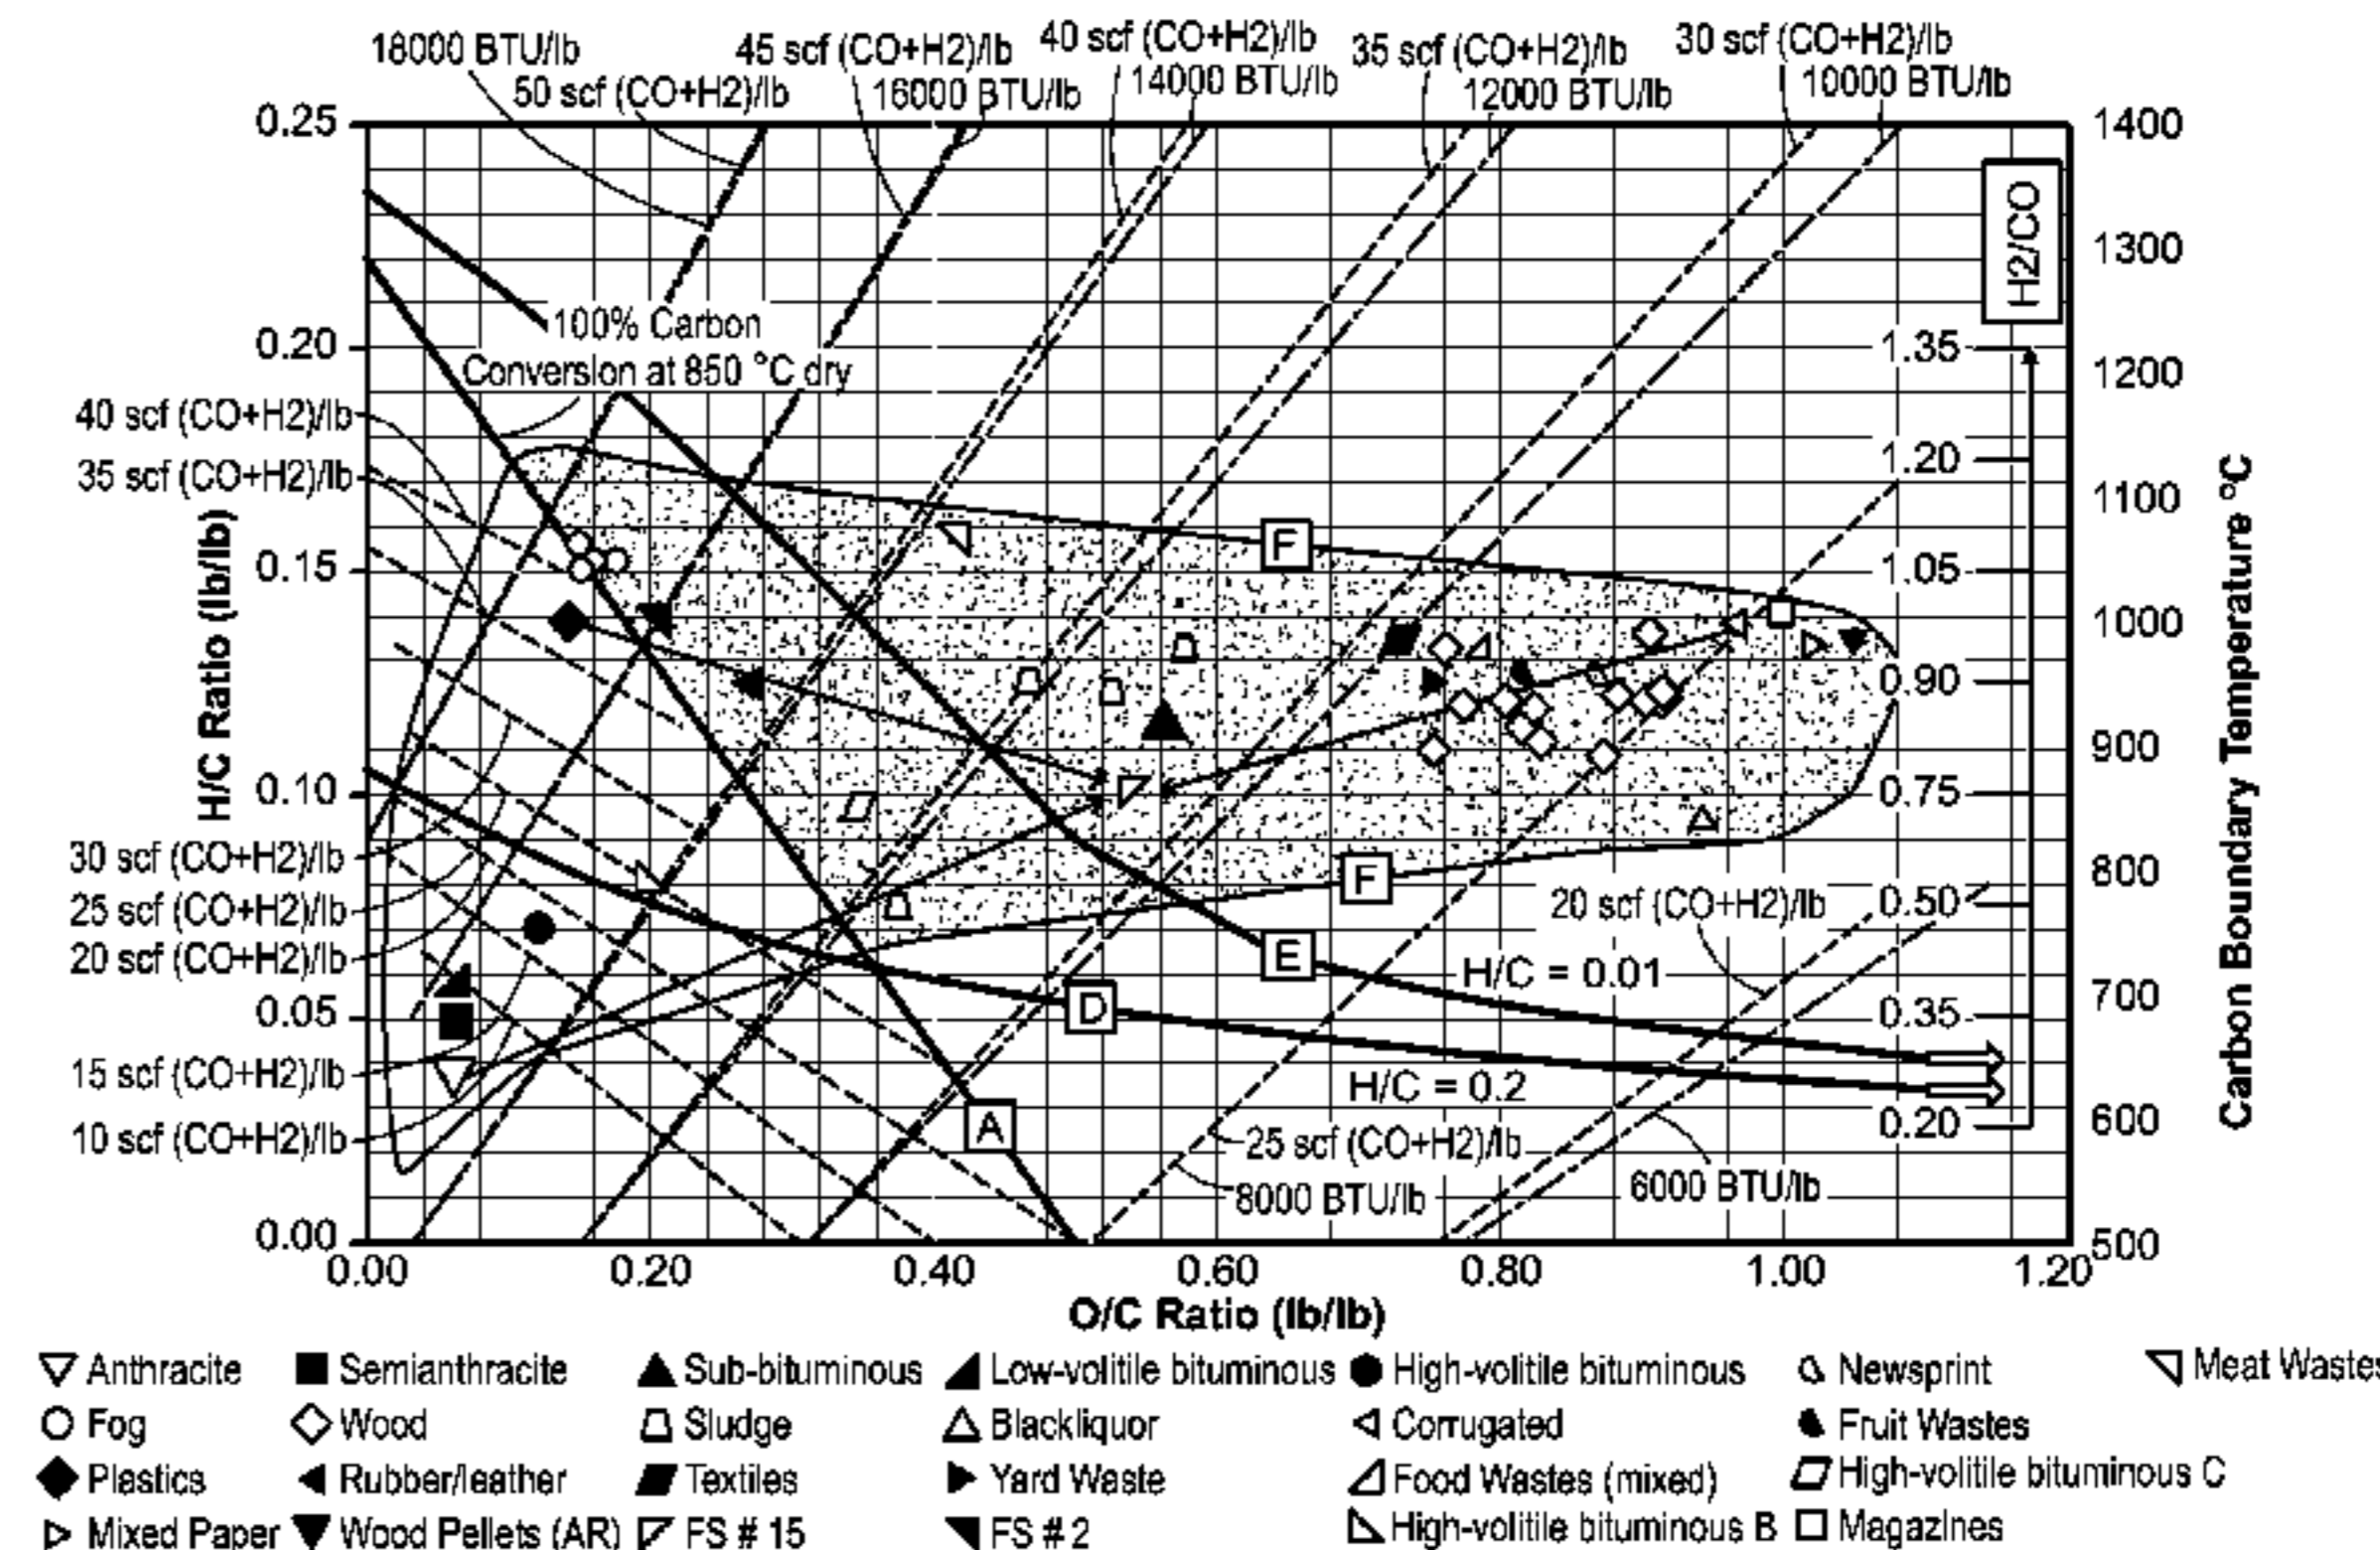 18000 BTU/lb
50 scf (CO+H2)/lb
45 scf (CO+H2)/lb
16000 BTU/lb
40 scf (CO+H2)/lb
14000 BTU/lb
35 scf (CO+H2)/lb
12000 BTU/lb
30 scf (CO+H2)/lb
10000 BTU/lb
0.25
0.20
0.15
0.10
0.05
0.00
H/C Ratio (lb/lb)
40 scf (CO+H2)/lb
35 scf (CO+H2)/lb
30 scf (CO+H2)/lb
25 scf (CO+H2)/lb
20 scf (CO+H2)/lb
15 scf (CO+H2)/lb
10 scf (CO+H2)/lb
100% Carbon
Conversion at 850 °C dry
F
F
E
D
A
H/C = 0.01
H/C = 0.2
20 scf (CO+H2)/lb
25 scf (CO+H2)/lb
8000 BTU/lb
6000 BTU/lb
H2/CO
1.35
1.20
1.05
0.90
0.75
0.50
0.35
0.20
1400
1300
1200
1100
1000
900
800
700
600
500
Carbon Boundary Temperature °C
0.00 0.20 0.40 0.60 0.80 1.00 1.20
O/C Ratio (lb/lb)
Anthracite Semianthracite Sub-bituminous Low-volitile bituminous High-volitile bituminous Newsprint Meat Wastes
Fog Wood Sludge Blackliquor Corrugated Fruit Wastes
Plastics Rubber/leather Textiles Yard Waste Food Wastes (mixed) High-volitile bituminous C
Mixed Paper Wood Pellets (AR) FS # 15 FS # 2 High-volitile bituminous B Magazines